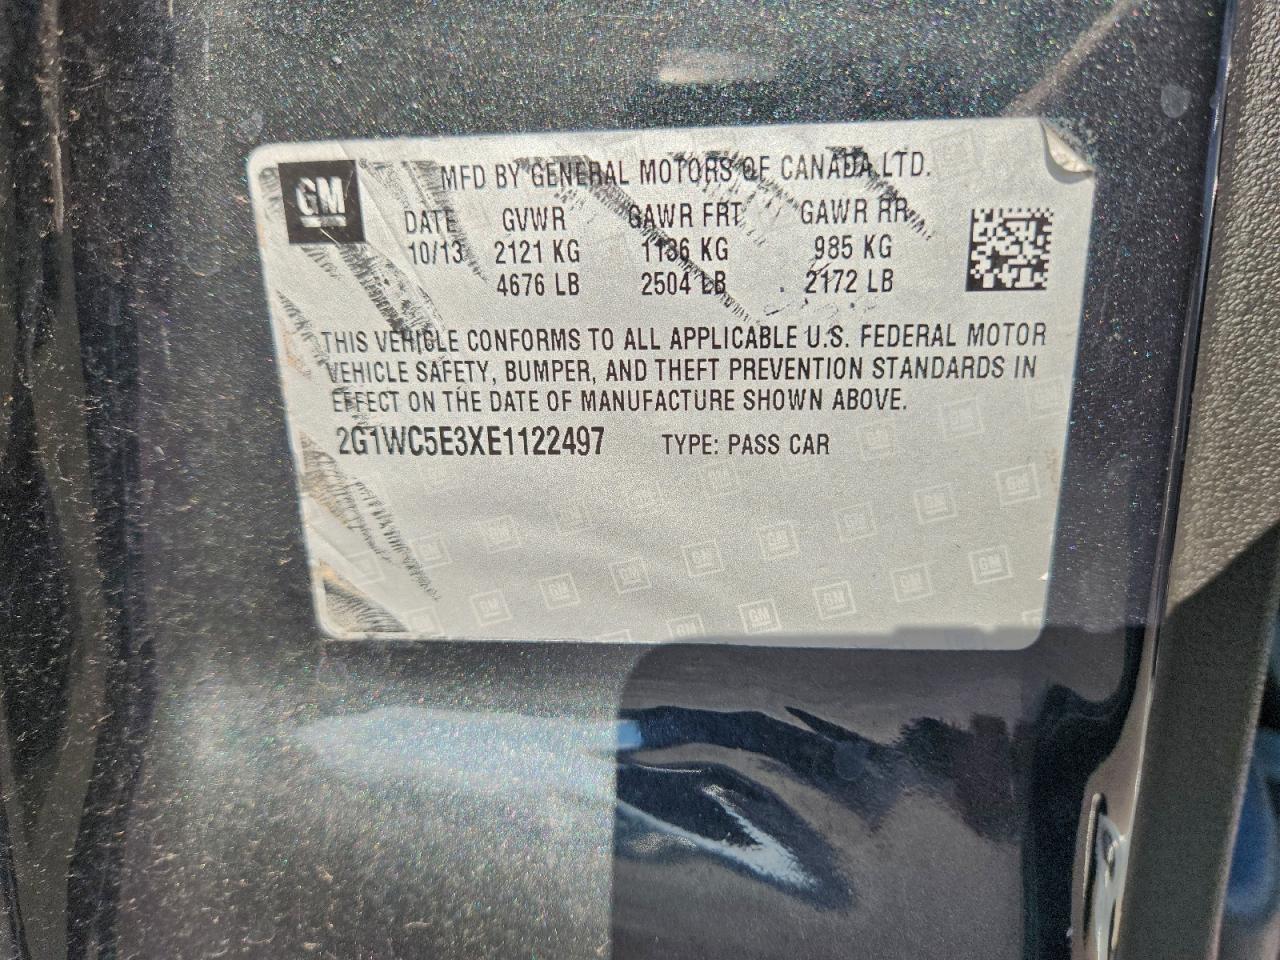 GM
MFD BY GENERAL MOTORS OF CANADA LTD.
DATE GVWR GAWR FRT GAWR RR
10/13 2121 KG 1136 KG 985 KG
4676 LB 2504 LB 2172 LB
THIS VEHICLE CONFORMS TO ALL APPLICABLE U.S. FEDERAL MOTOR
VEHICLE SAFETY, BUMPER, AND THEFT PREVENTION STANDARDS IN
EFFECT ON THE DATE OF MANUFACTURE SHOWN ABOVE.
2G1WC5E3XE1122497 TYPE: PASS CAR